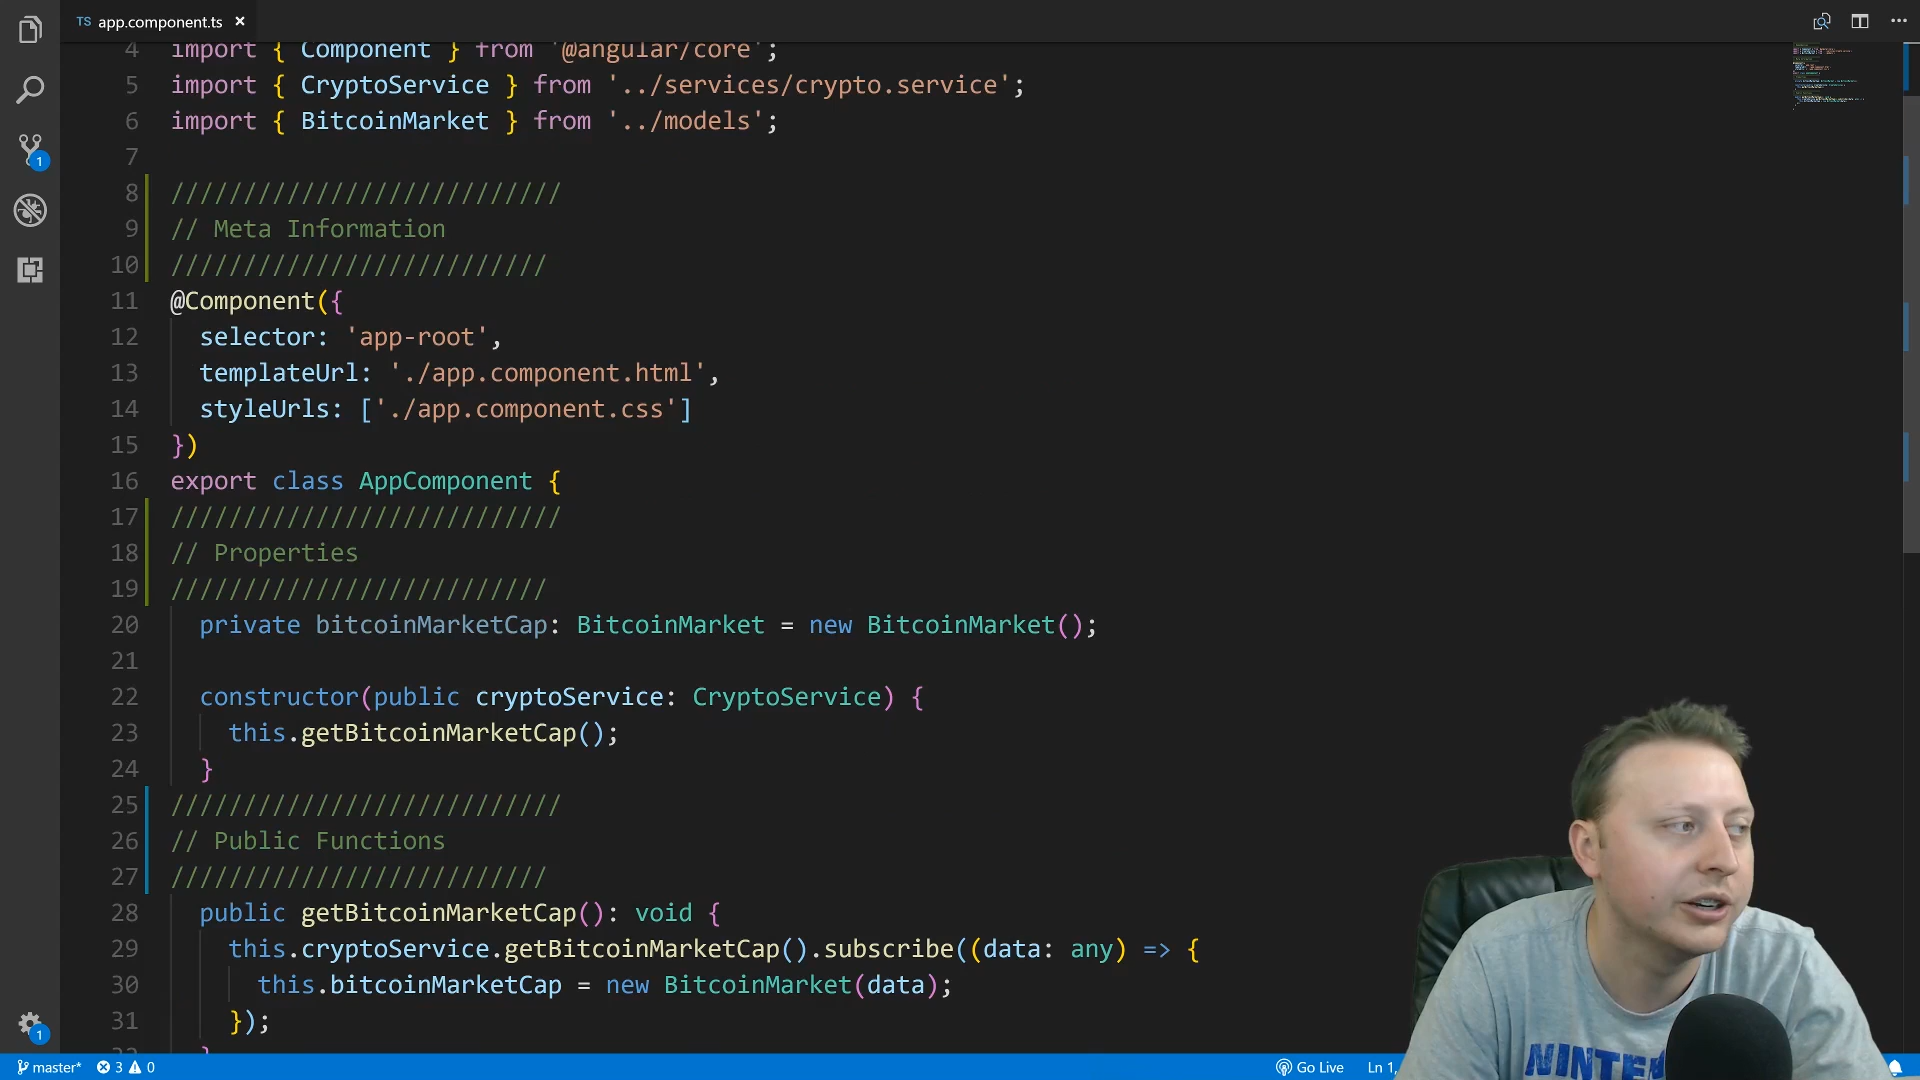 TS app.component.ts
4 import { Component } from '@angular/core';
5 import { CryptoService } from '../services/crypto.service';
6 import { BitcoinMarket } from '../models';
7
8 ///////////////////////////
9 // Meta Information
10 //////////////////////////
11 @Component({
12 selector: 'app-root',
13 templateUrl: './app.component.html',
14 styleUrls: ['./app.component.css']
15 })
16 export class AppComponent {
17 ///////////////////////////
18 // Properties
19 //////////////////////////
20 private bitcoinMarketCap: BitcoinMarket = new BitcoinMarket();
21
22 constructor(public cryptoService: CryptoService) {
23 this.getBitcoinMarketCap();
24 }
25 ///////////////////////////
26 // Public Functions
27 //////////////////////////
28 public getBitcoinMarketCap(): void {
29 this.cryptoService.getBitcoinMarketCap().subscribe((data: any) => {
30 this.bitcoinMarketCap = new BitcoinMarket(data);
31 });
1
1
master* 3 0
Go Live Ln 1,